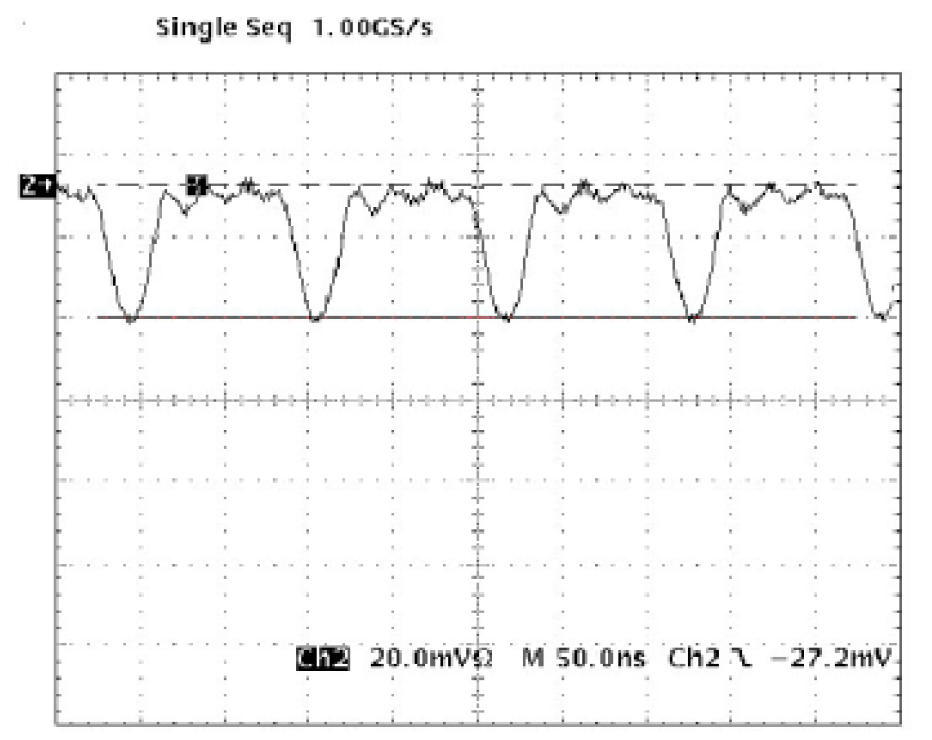 Single Seq 1.00GS/s
2→
Ch2 20.0mVΩ M 50.0ns Ch2 ⤵ −27.2mV